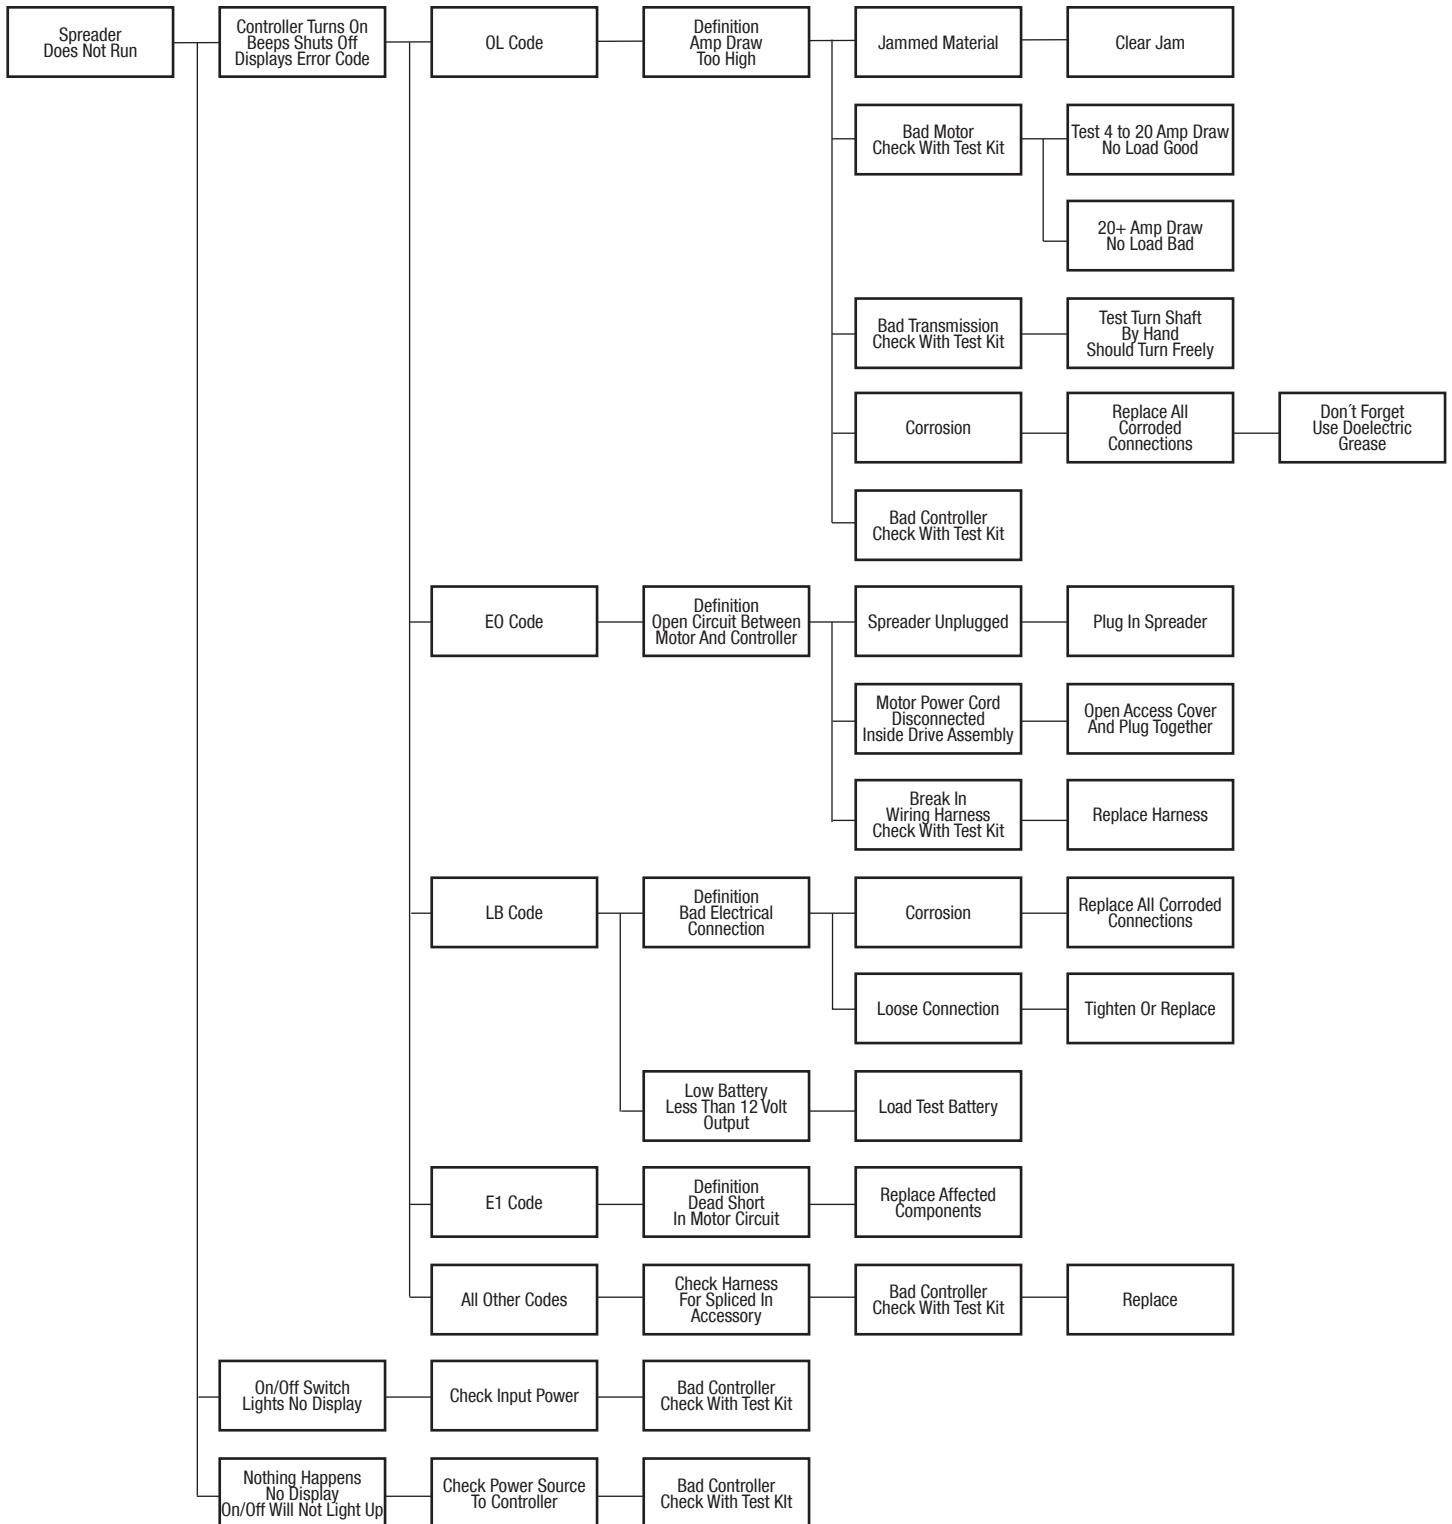 Spreader
Does Not Run
Controller Turns On
Beeps Shuts Off
Displays Error Code
OL Code
Definition
Amp Draw
Too High
Jammed Material
Clear Jam
Bad Motor
Check With Test Kit
Test 4 to 20 Amp Draw
No Load Good
20+ Amp Draw
No Load Bad
Bad Transmission
Check With Test Kit
Test Turn Shaft
By Hand
Should Turn Freely
Corrosion
Replace All
Corroded
Connections
Don´t Forget
Use Doelectric
Grease
Bad Controller
Check With Test Kit
EO Code
Definition
Open Circuit Between
Motor And Controller
Spreader Unplugged
Plug In Spreader
Motor Power Cord
Disconnected
Inside Drive Assembly
Open Access Cover
And Plug Together
Break In
Wiring Harness
Check With Test Kit
Replace Harness
LB Code
Definition
Bad Electrical
Connection
Corrosion
Replace All Corroded
Connections
Loose Connection
Tighten Or Replace
Low Battery
Less Than 12 Volt
Output
Load Test Battery
E1 Code
Definition
Dead Short
In Motor Circuit
Replace Affected
Components
All Other Codes
Check Harness
For Spliced In
Accessory
Bad Controller
Check With Test Kit
Replace
On/Off Switch
Lights No Display
Check Input Power
Bad Controller
Check With Test Kit
Nothing Happens
No Display
On/Off Will Not Light Up
Check Power Source
To Controller
Bad Controller
Check With Test KIt